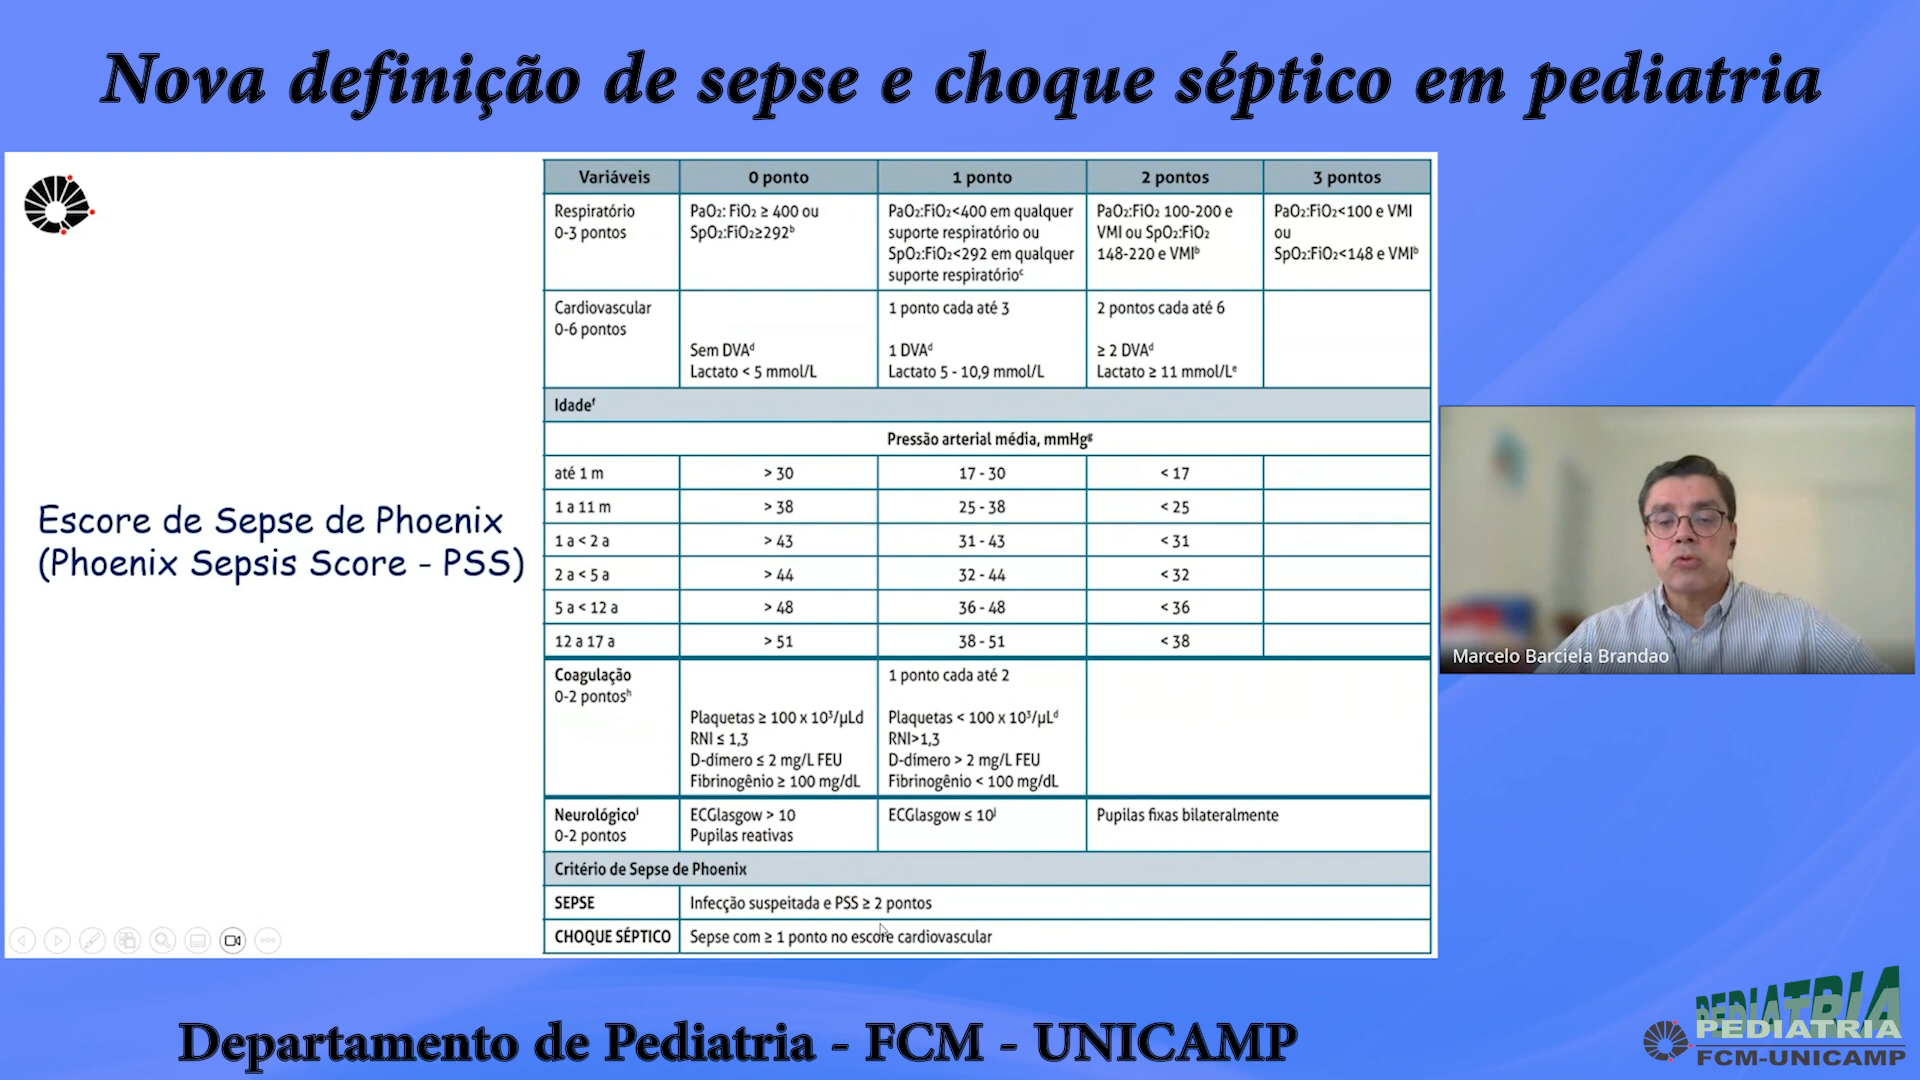 Nova definição de sepse e choque séptico em pediatria
Escore de Sepse de Phoenix
(Phoenix Sepsis Score - PSS)
Variáveis 0 ponto 1 ponto 2 pontos 3 pontos
Respiratório
0-3 pontos
PaO₂: FiO₂ ≥ 400 ou
SpO₂:FiO₂≥292ᵇ
PaO₂:FiO₂<400 em qualquer
suporte respiratório ou
SpO₂:FiO₂<292 em qualquer
suporte respiratórioᶜ
PaO₂:FiO₂ 100-200 e
VMI ou SpO₂:FiO₂
148-220 e VMIᵇ
PaO₂:FiO₂<100 e VMI
ou
SpO₂:FiO₂<148 e VMIᵇ
Cardiovascular
0-6 pontos
Sem DVAᵈ
Lactato < 5 mmol/L
1 ponto cada até 3
1 DVAᵈ
Lactato 5 - 10,9 mmol/L
2 pontos cada até 6
≥ 2 DVAᵈ
Lactato ≥ 11 mmol/Lᵉ
Idadeᶠ
Pressão arterial média, mmHgᵍ
até 1 m > 30 17 - 30 < 17
1 a 11 m > 38 25 - 38 < 25
1 a < 2 a > 43 31 - 43 < 31
2 a < 5 a > 44 32 - 44 < 32
5 a < 12 a > 48 36 - 48 < 36
12 a 17 a > 51 38 - 51 < 38
Coagulação
0-2 pontosʰ
Plaquetas ≥ 100 x 10³/μLd
RNI ≤ 1,3
D-dímero ≤ 2 mg/L FEU
Fibrinogênio ≥ 100 mg/dL
1 ponto cada até 2
Plaquetas < 100 x 10³/μLᵈ
RNI>1,3
D-dímero > 2 mg/L FEU
Fibrinogênio < 100 mg/dL
Neurológicoⁱ
0-2 pontos
ECGlasgow > 10
Pupilas reativas
ECGlasgow ≤ 10ʲ
Pupilas fixas bilateralmente
Critério de Sepse de Phoenix
SEPSE Infecção suspeitada e PSS ≥ 2 pontos
CHOQUE SÉPTICO Sepse com ≥ 1 ponto no escore cardiovascular
Marcelo Barciela Brandao
Departamento de Pediatria - FCM - UNICAMP
PEDIATRIA
PEDIATRIA
FCM-UNICAMP